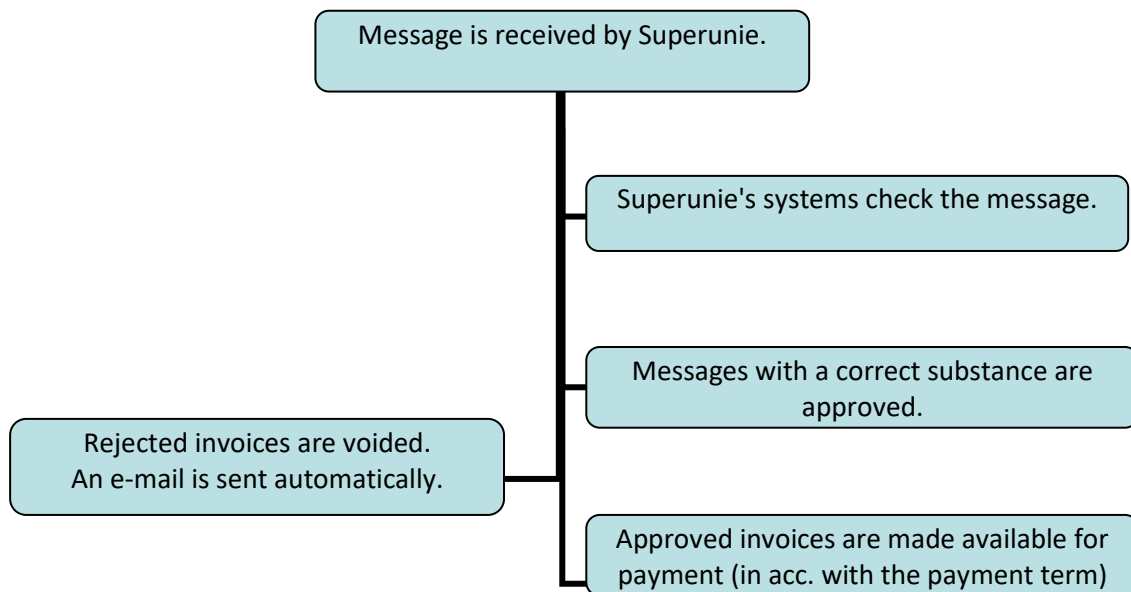 Message is received by Superunie.
Superunie's systems check the message.
Messages with a correct substance are
approved.
Rejected invoices are voided.
An e-mail is sent automatically.
Approved invoices are made available for
payment (in acc. with the payment term)